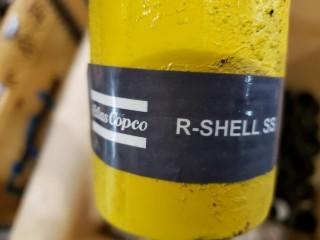 Atlas Copco
R-SHELL SS